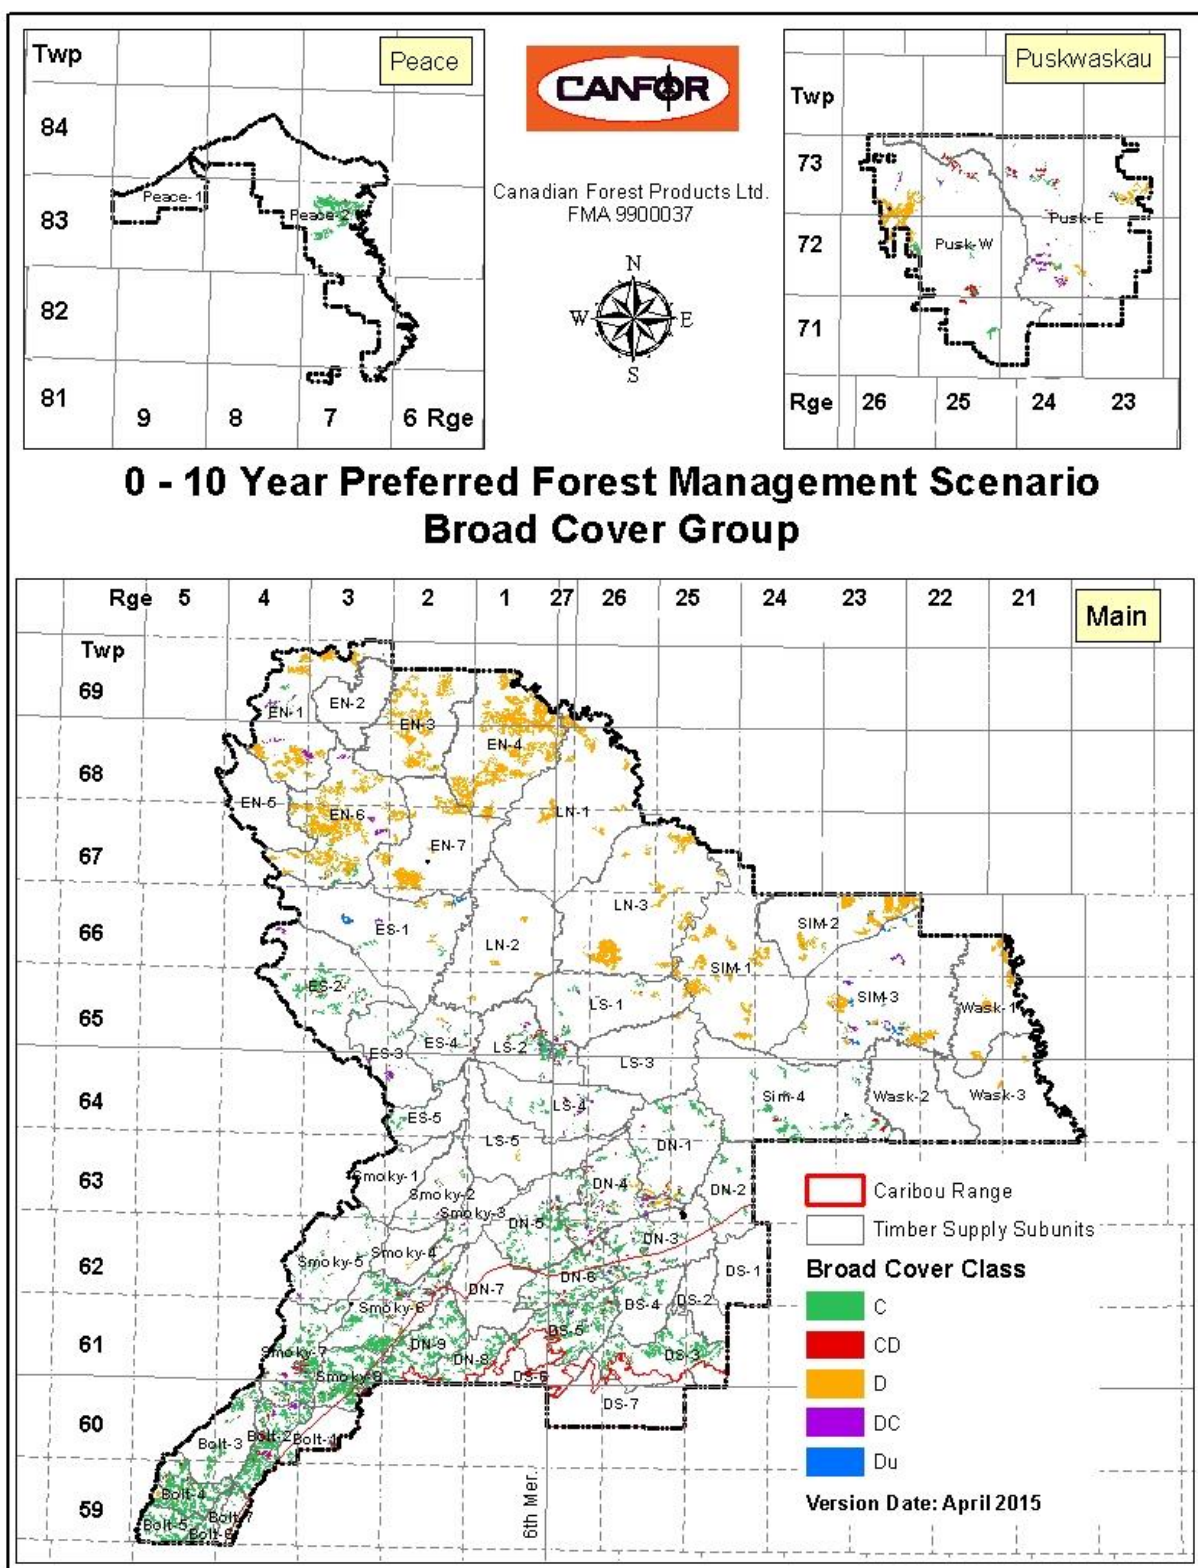 Twp
Peace
84
83
82
81
Peace-1
Peace-2
9 8 7 6 Rge
CANFOR
Canadian Forest Products Ltd.
FMA 9900037
N
W E
S
Puskwaskau
Twp
73
72
71
Pusk-W
Pusk-E
Rge 26 25 24 23
0 - 10 Year Preferred Forest Management Scenario
Broad Cover Group
Rge 5 4 3 2 1 27 26 25 24 23 22 21
Main
Twp
69
68
67
66
65
64
63
62
61
60
59
EN-1
EN-2
EN-3
EN-4
EN-5
EN-6
EN-7
LN-1
LN-2
LN-3
ES-1
ES-2
ES-3
ES-4
ES-5
LS-1
LS-2
LS-3
LS-4
LS-5
SIM-1
SIM-2
SIM-3
Sim-4
Wask-1
Wask-2
Wask-3
DN-1
DN-2
DN-3
DN-4
DN-5
DN-6
DN-7
DN-8
DN-9
DS-1
DS-2
DS-3
DS-4
DS-5
DS-6
DS-7
Smoky-1
Smoky-2
Smoky-3
Smoky-4
Smoky-5
Smoky-6
Smoky-7
Smoky-8
Bolt-1
Bolt-2
Bolt-3
Bolt-4
Bolt-5
Bolt-6
Bolt-7
6th Mer.
Caribou Range
Timber Supply Subunits
Broad Cover Class
C
CD
D
DC
Du
Version Date: April 2015